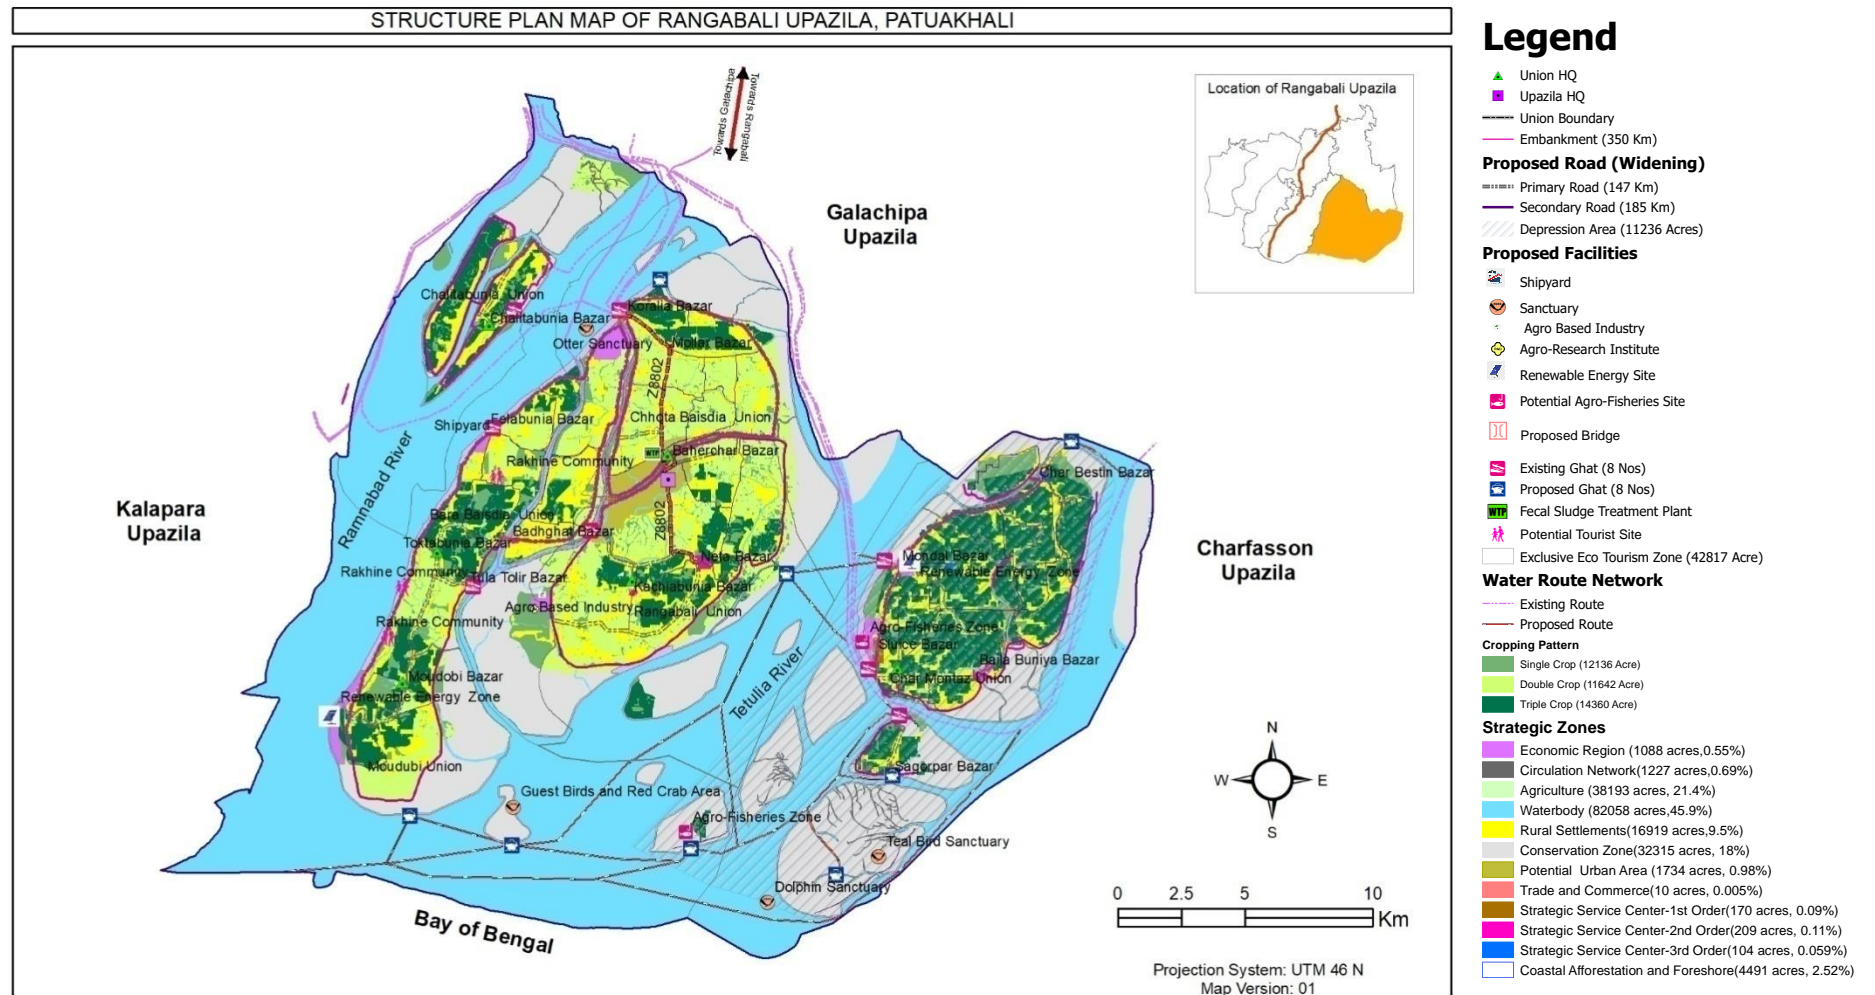 STRUCTURE PLAN MAP OF RANGABALI UPAZILA, PATUAKHALI
Towards Galachipa
Towards Rangabali
Location of Rangabali Upazila
Galachipa
Upazila
Chalitabunia Union
Chalitabunia Bazar
Koralia Bazar
Otter Sanctuary
Mollar Bazar
Z8802
Felabunia Bazar
Shipyard
Chhota Baisdia Union
Ramnabad River
Rakhine Community
WTP
Baherchar Bazar
Char Bestin Bazar
Kalapara
Upazila
Bara Baisdia Union
Badhghat Bazar
Z8802
Toktabunia Bazar
Neta Bazar
Mondal Bazar
Charfasson
Upazila
Rakhine Community
Tula Tolir Bazar
Kachiabunia Bazar
Renewable Energy Zone
Agro Based Industry
Rangabali Union
Rakhine Community
Agro-Fisheries Zone
Sluice Bazar
Baila Buniya Bazar
Moudobi Bazar
Char Montaz Union
Renewable Energy Zone
Tetulia River
Moudubi Union
Sagorpar Bazar
Guest Birds and Red Crab Area
Agro-Fisheries Zone
Teal Bird Sanctuary
Dolphin Sanctuary
Bay of Bengal
N
W E
S
0 2.5 5 10
Km
Projection System: UTM 46 N
Map Version: 01
Legend
Union HQ
Upazila HQ
Union Boundary
Embankment (350 Km)
Proposed Road (Widening)
Primary Road (147 Km)
Secondary Road (185 Km)
Depression Area (11236 Acres)
Proposed Facilities
Shipyard
Sanctuary
Agro Based Industry
Agro-Research Institute
Renewable Energy Site
Potential Agro-Fisheries Site
Proposed Bridge
Existing Ghat (8 Nos)
Proposed Ghat (8 Nos)
WTP Fecal Sludge Treatment Plant
Potential Tourist Site
Exclusive Eco Tourism Zone (42817 Acre)
Water Route Network
Existing Route
Proposed Route
Cropping Pattern
Single Crop (12136 Acre)
Double Crop (11642 Acre)
Triple Crop (14360 Acre)
Strategic Zones
Economic Region (1088 acres,0.55%)
Circulation Network(1227 acres,0.69%)
Agriculture (38193 acres, 21.4%)
Waterbody (82058 acres,45.9%)
Rural Settlements(16919 acres,9.5%)
Conservation Zone(32315 acres, 18%)
Potential Urban Area (1734 acres, 0.98%)
Trade and Commerce(10 acres, 0.005%)
Strategic Service Center-1st Order(170 acres, 0.09%)
Strategic Service Center-2nd Order(209 acres, 0.11%)
Strategic Service Center-3rd Order(104 acres, 0.059%)
Coastal Afforestation and Foreshore(4491 acres, 2.52%)